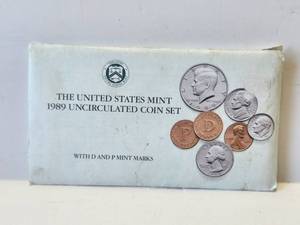 THE UNITED STATES MINT
1989 UNCIRCULATED COIN SET
P
D
WITH D AND P MINT MARKS